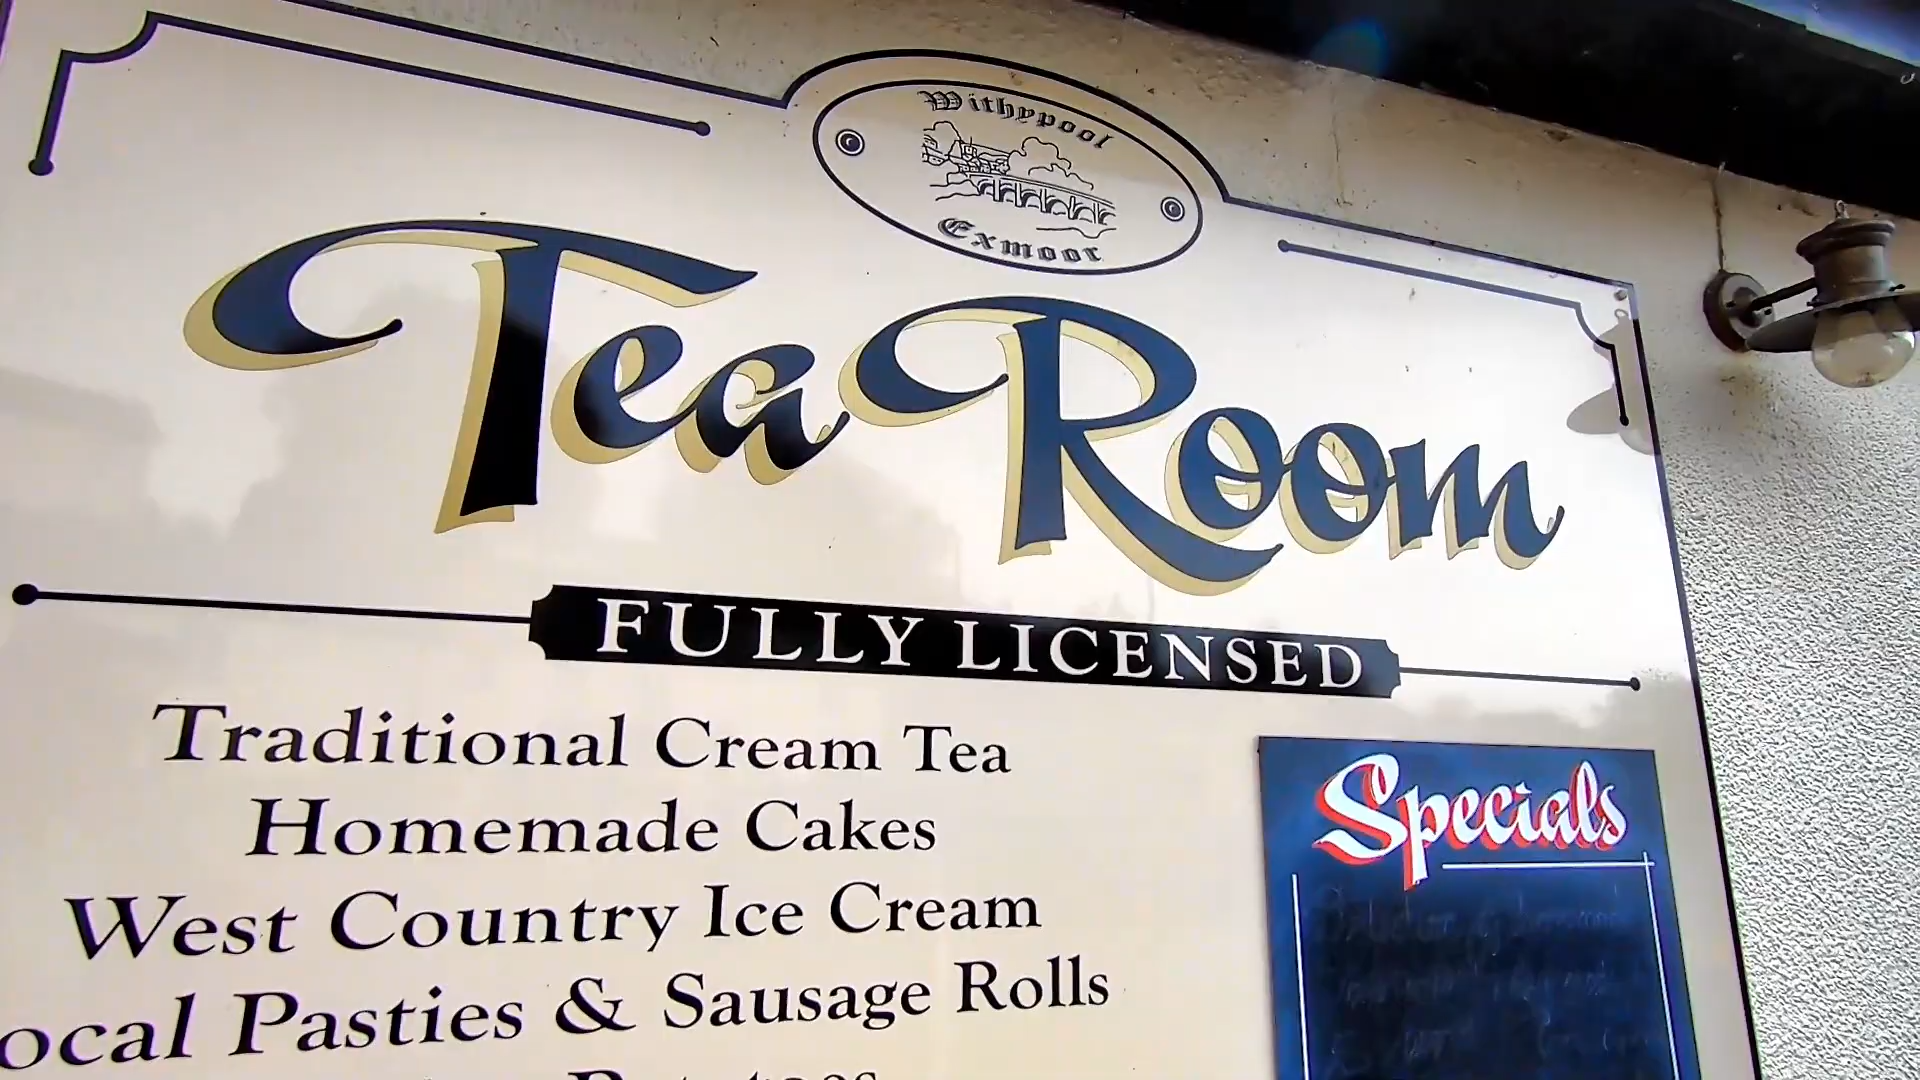 Withypool
Exmoor
Tea Room
FULLY LICENSED
Traditional Cream Tea
Homemade Cakes
West Country Ice Cream
ocal Pasties & Sausage Rolls
Specials